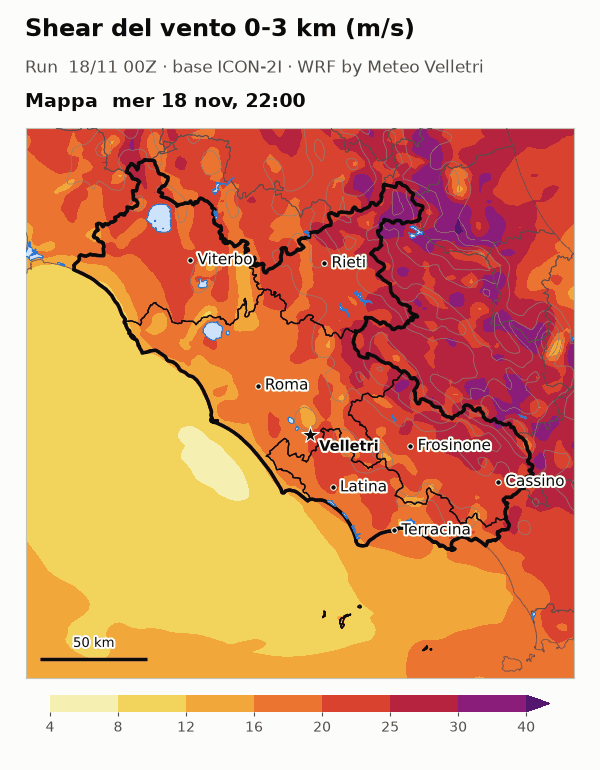 Shear del vento 0-3 km (m/s)
Run  18/11 00Z · base ICON-2I · WRF by Meteo Velletri
Mappa  mer 18 nov, 22:00
Viterbo
Rieti
Roma
Velletri
Frosinone
Latina
Cassino
Terracina
50 km
4 8 12 16 20 25 30 40